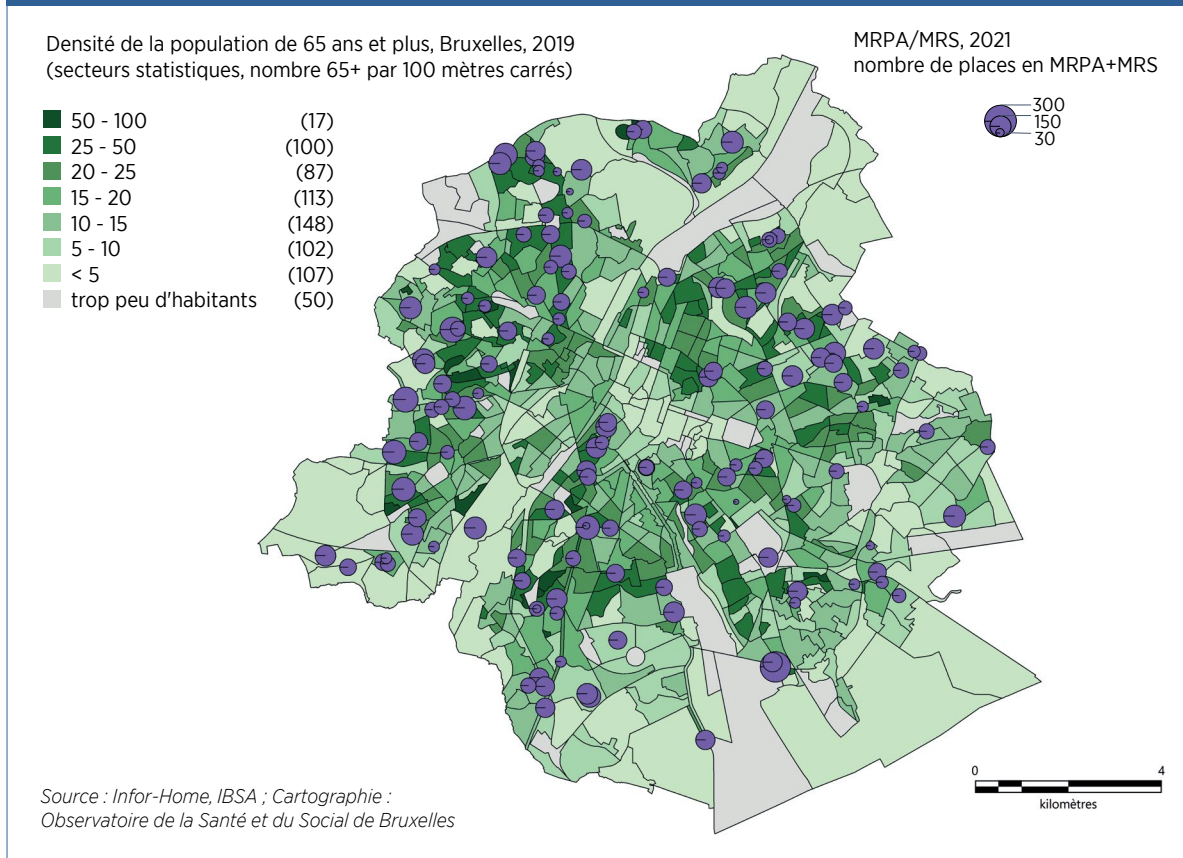 Densité de la population de 65 ans et plus, Bruxelles, 2019
(secteurs statistiques, nombre 65+ par 100 mètres carrés)
50 - 100 (17)
25 - 50 (100)
20 - 25 (87)
15 - 20 (113)
10 - 15 (148)
5 - 10 (102)
< 5 (107)
trop peu d'habitants (50)
MRPA/MRS, 2021
nombre de places en MRPA+MRS
300
150
30
0 4
kilomètres
Source : Infor-Home, IBSA ; Cartographie :
Observatoire de la Santé et du Social de Bruxelles